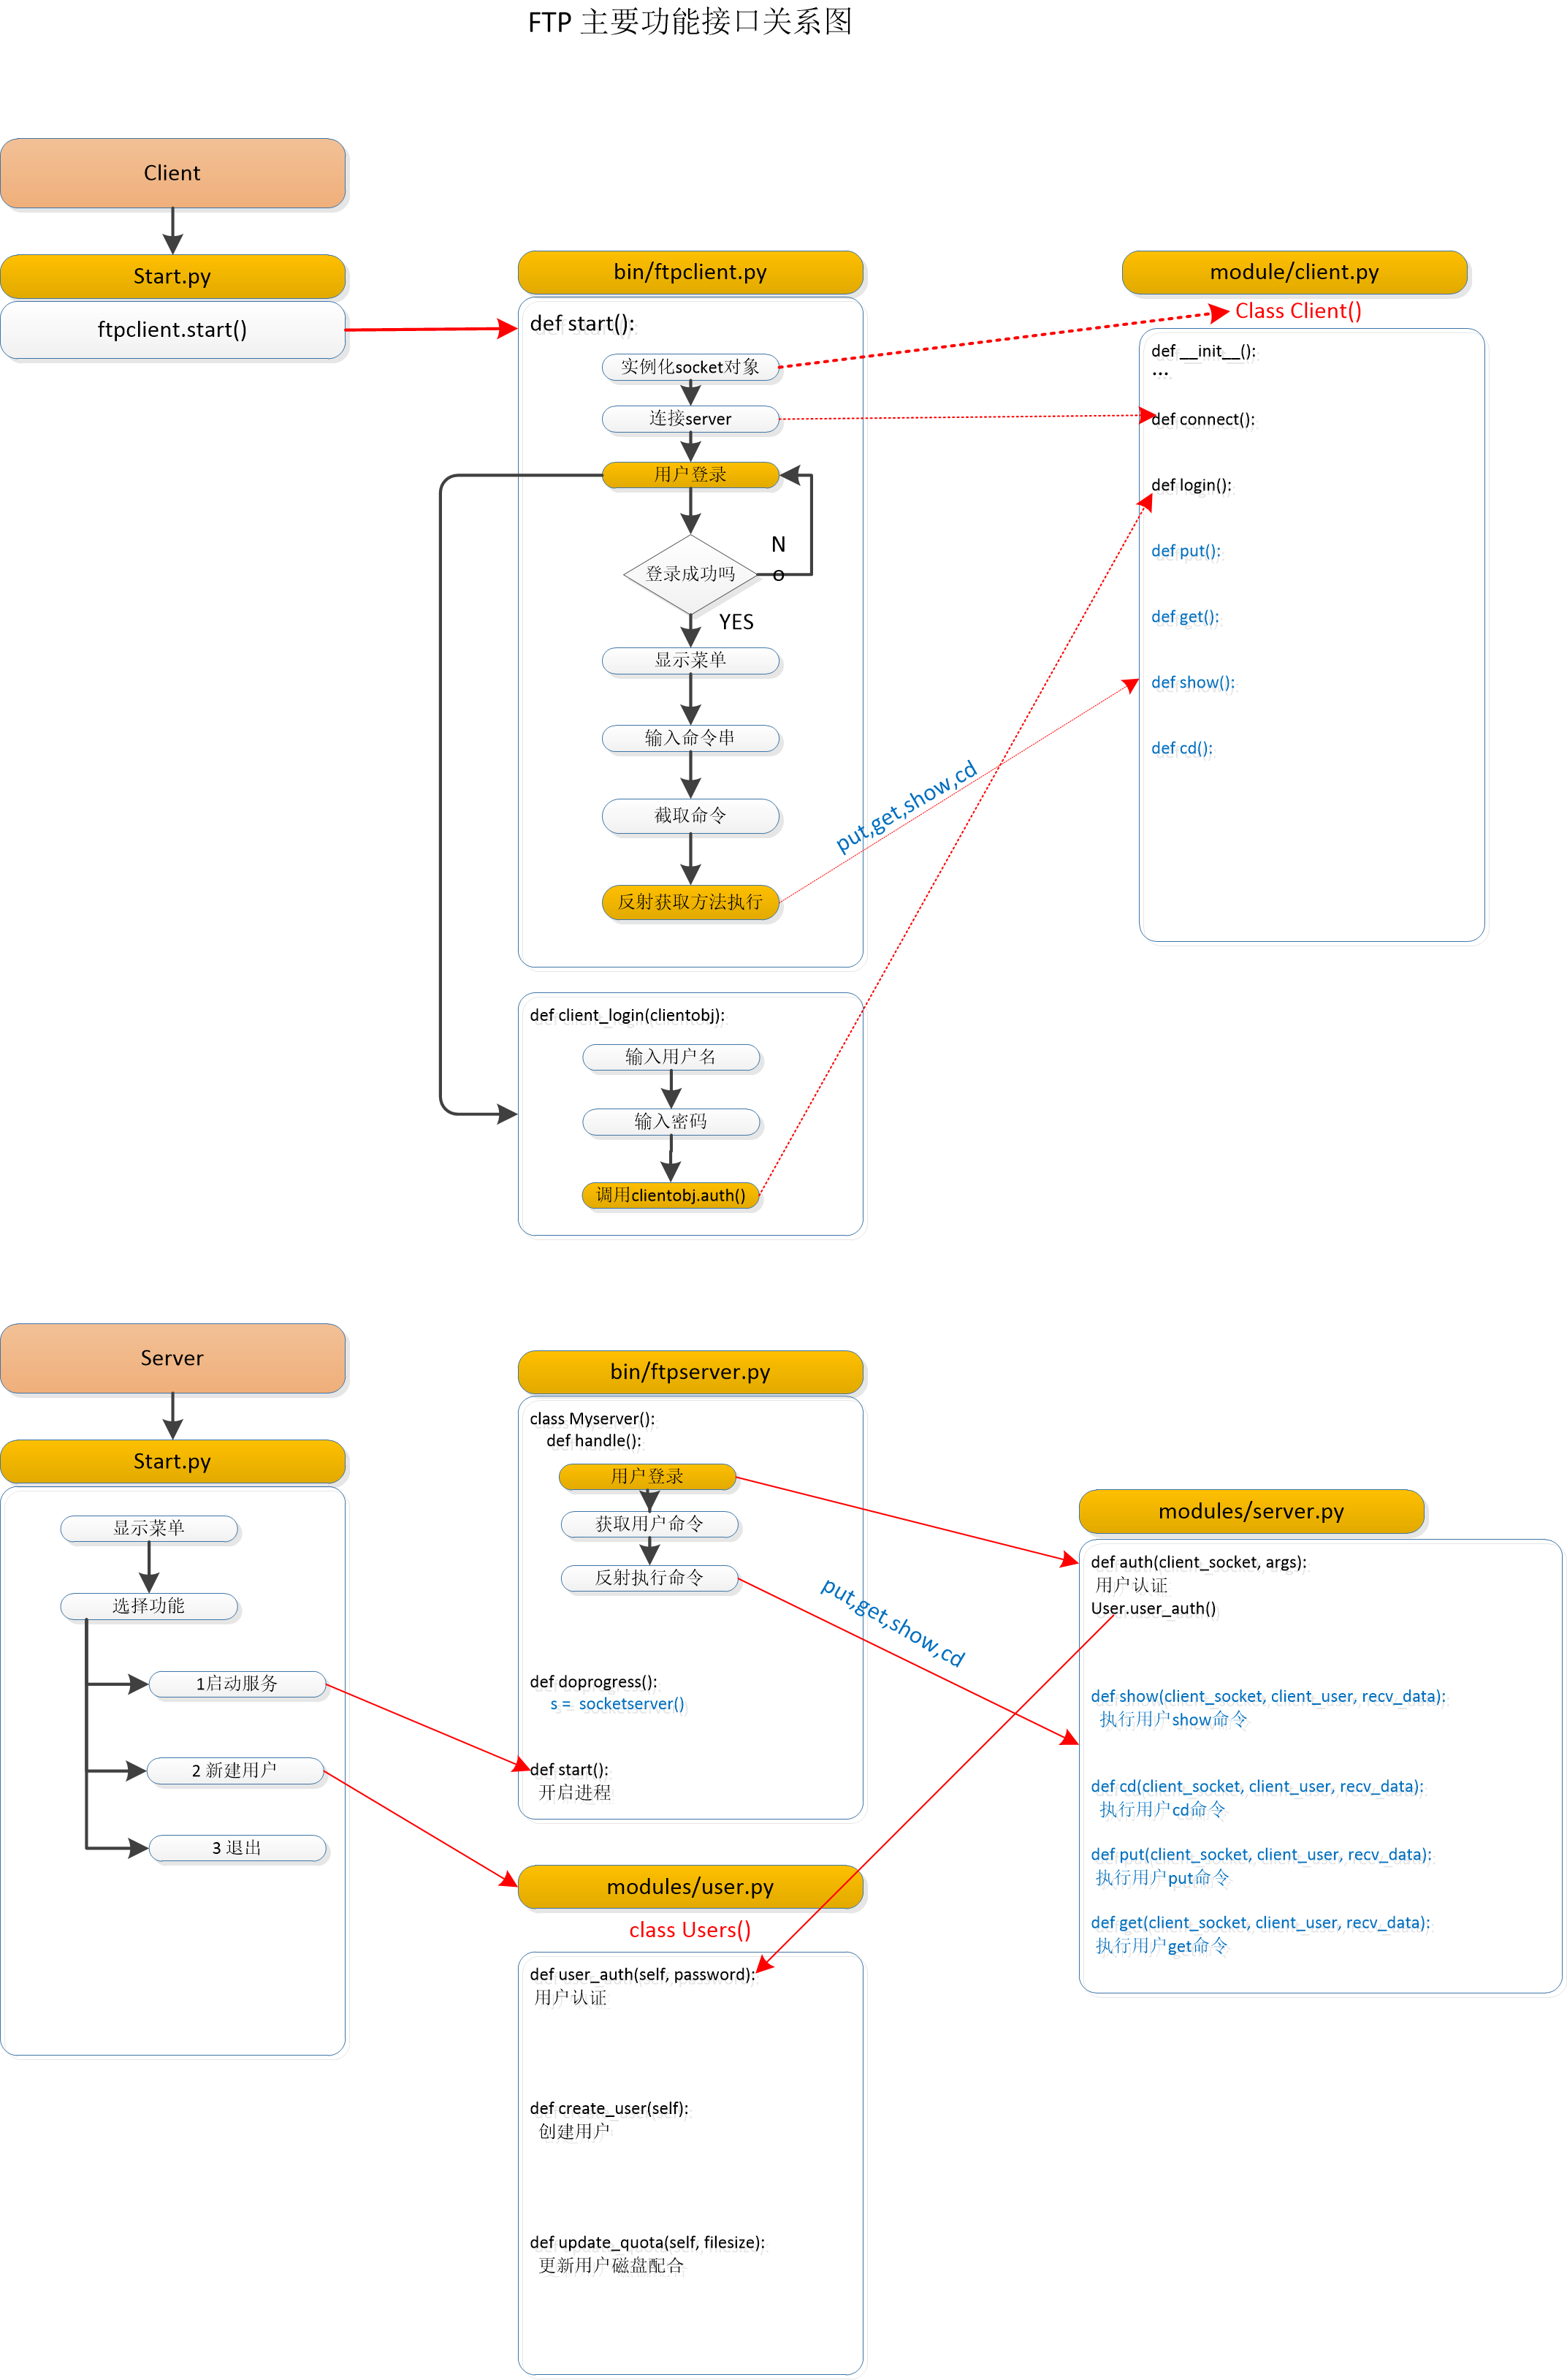 FTP 主要功能接口关系图
Client
Start.py
ftpclient.start()
bin/ftpclient.py
def start():
实例化socket对象
连接server
用户登录
登录成功吗
N
o
YES
显示菜单
输入命令串
截取命令
反射获取方法执行
put,get,show,cd
module/client.py
Class Client()
def __init__():
...
def connect():
def login():
def put():
def get():
def show():
def cd():
def client_login(clientobj):
输入用户名
输入密码
调用clientobj.auth()
Server
Start.py
显示菜单
选择功能
1启动服务
2 新建用户
3 退出
bin/ftpserver.py
class Myserver():
def handle():
用户登录
获取用户命令
反射执行命令
put,get,show,cd
def doprogress():
s = socketserver()
def start():
开启进程
modules/server.py
def auth(client_socket, args):
用户认证
User.user_auth()
def show(client_socket, client_user, recv_data):
执行用户show命令
def cd(client_socket, client_user, recv_data):
执行用户cd命令
def put(client_socket, client_user, recv_data):
执行用户put命令
def get(client_socket, client_user, recv_data):
执行用户get命令
modules/user.py
class Users()
def user_auth(self, password):
用户认证
def create_user(self):
创建用户
def update_quota(self, filesize):
更新用户磁盘配合